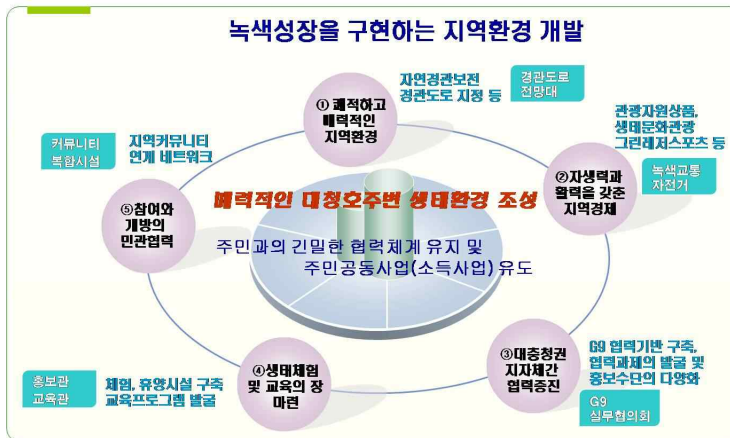 녹색성장을 구현하는 지역환경 개발
① 쾌적하고
매력적인
지역환경
자연경관보전
경관도로 지정 등
경관도로
전망대
②자생력과
활력을 갖춘
지역경제
관광자원상품,
생태문화관광
그린레저스포츠 등
녹색교통
자전거
③대충청권
지자체간
협력증진
G9 협력기반 구축,
협력과제의 발굴 및
홍보수단의 다양화
G9
실무협의회
④생태체험
및 교육의 장
마련
체험, 휴양시설 구축
교육프로그램 발굴
홍보관
교육관
⑤참여와
개방의
민관협력
지역커뮤니티
연계 네트워크
커뮤니티
복합시설
매력적인 대청호주변 생태환경 조성
주민과의 긴밀한 협력체계 유지 및
주민공동사업(소득사업) 유도